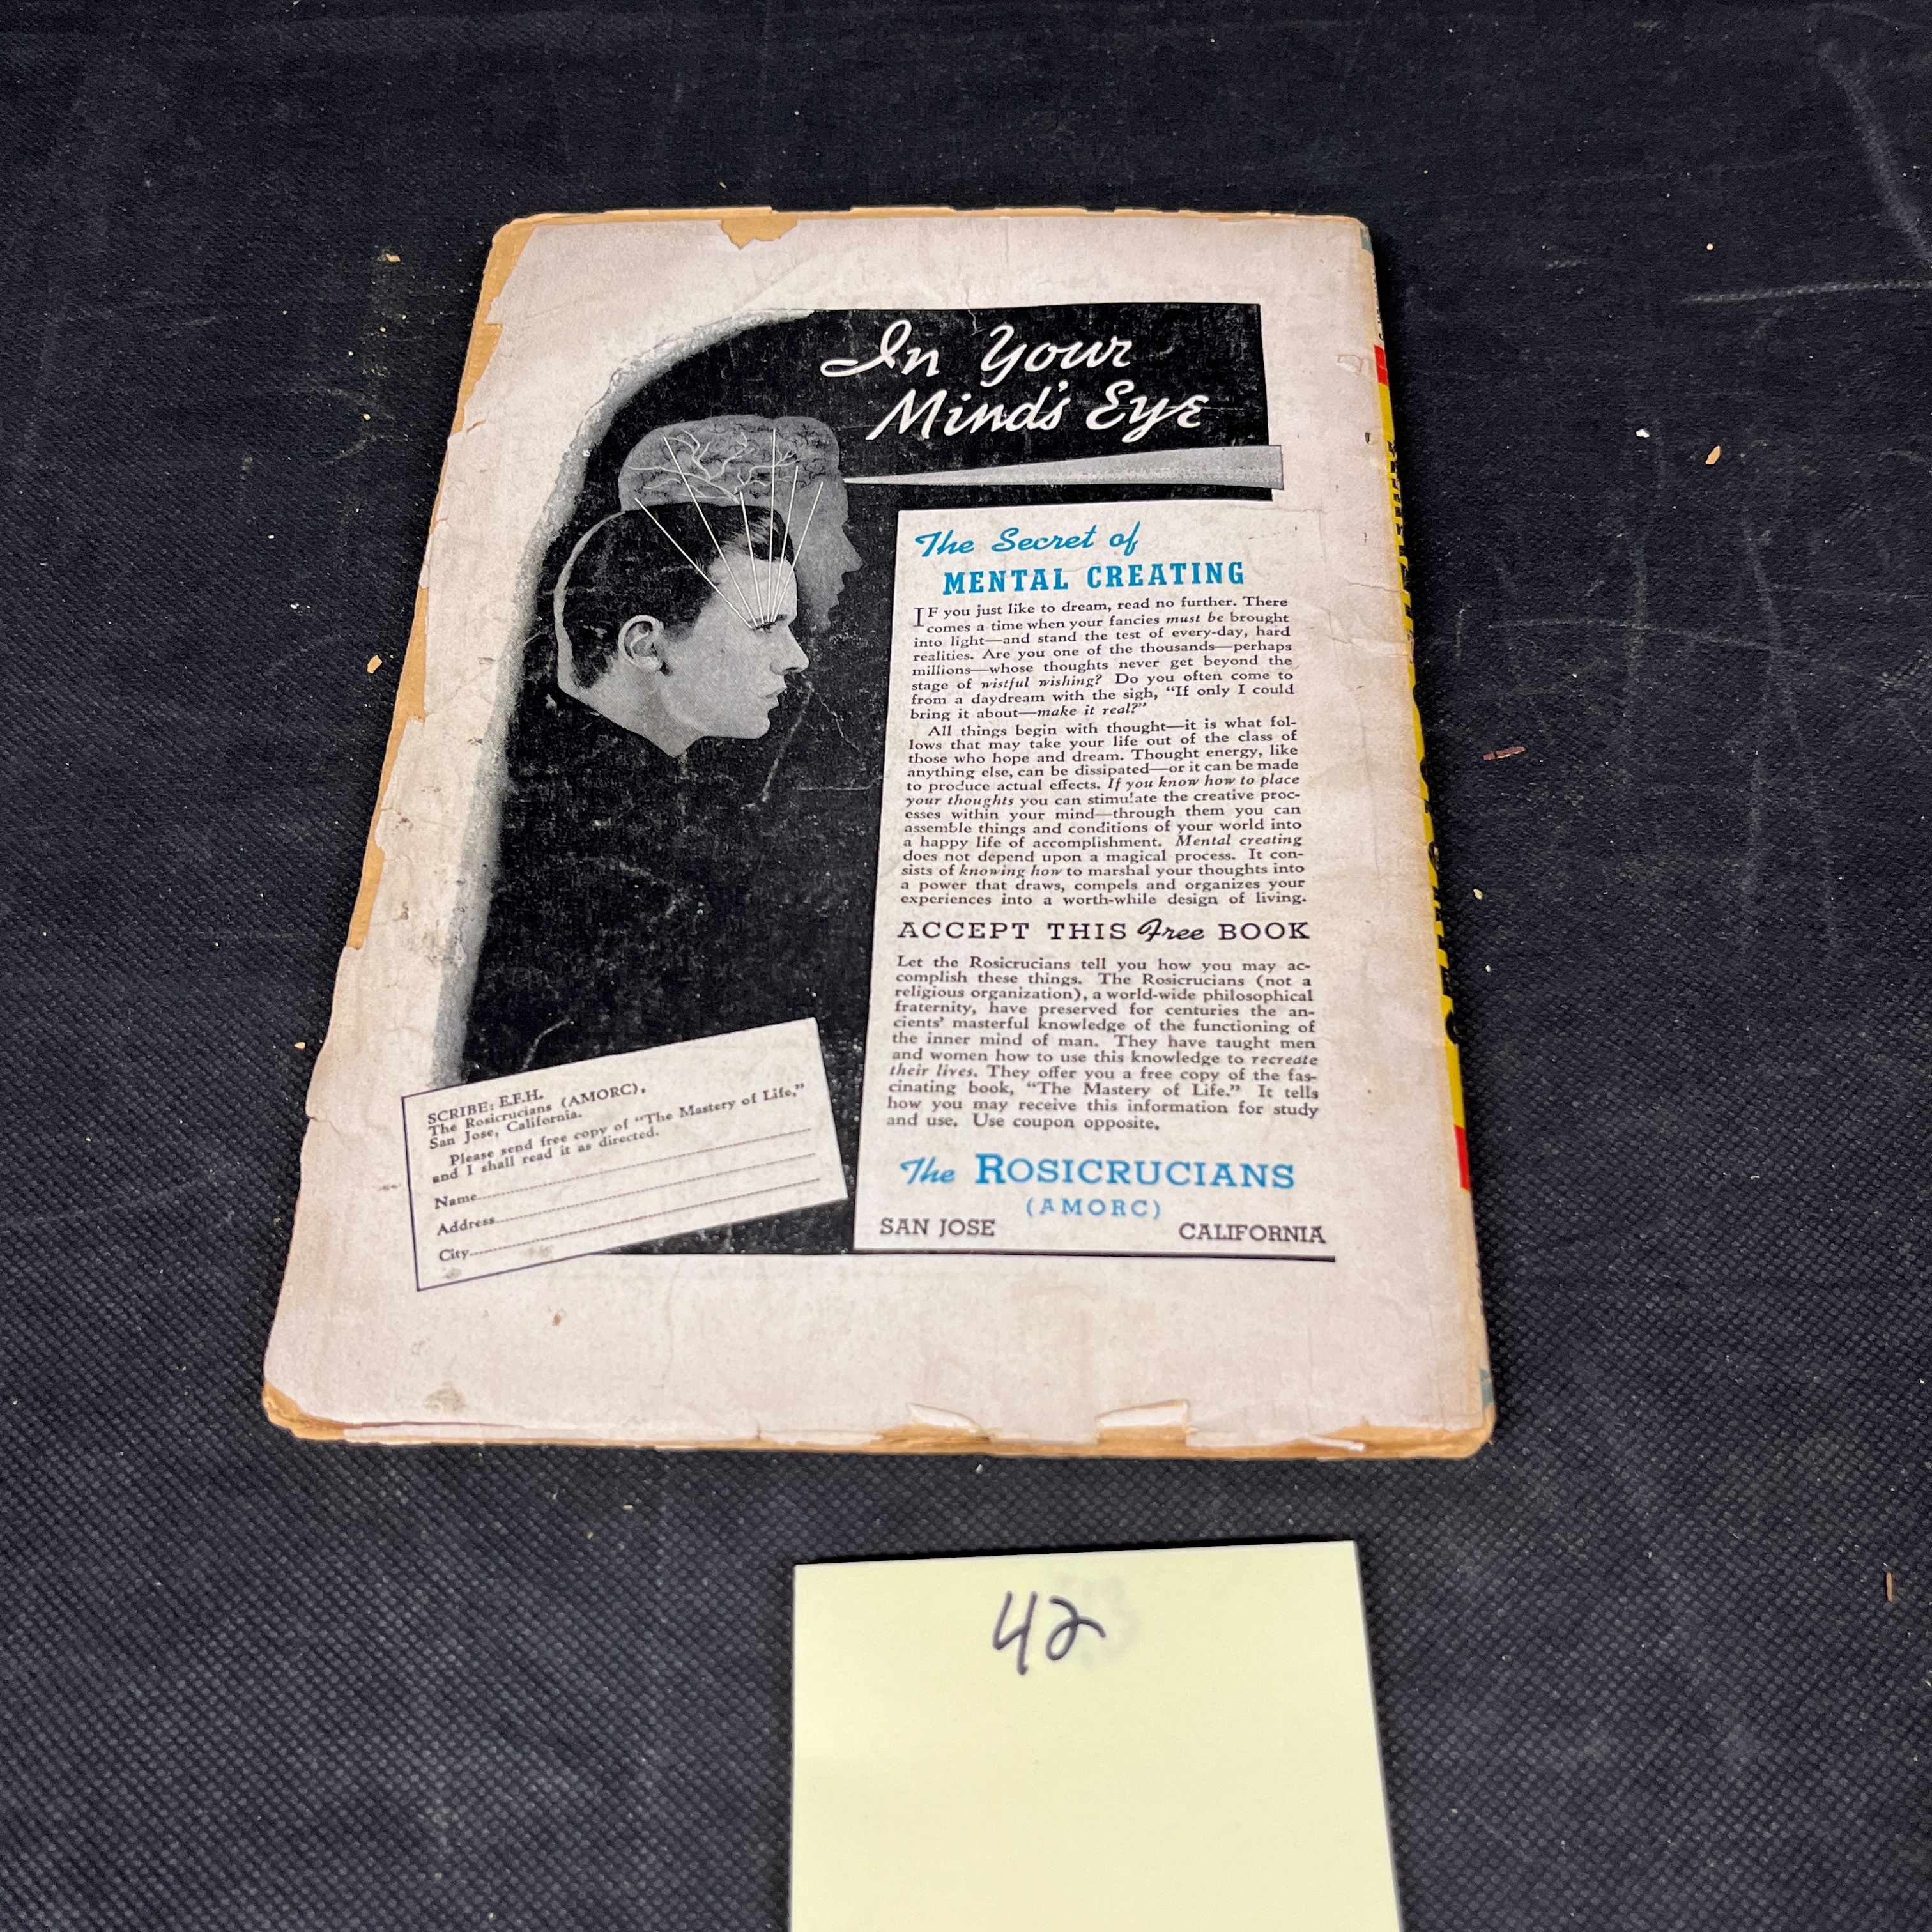 In Your
Mind's Eye
The Secret of
MENTAL CREATING
IF you just like to dream, read no further. There
comes a time when your fancies must be brought
into light—and stand the test of every-day, hard
realities. Are you one of the thousands—perhaps
millions—whose thoughts never get beyond the
stage of wistful wishing? Do you often come to
from a daydream with the sigh, “If only I could
bring it about—make it real?”
All things begin with thought—it is what fol-
lows that may take your life out of the class of
those who hope and dream. Thought energy, like
anything else, can be dissipated—or it can be made
to produce actual effects. If you know how to place
your thoughts you can stimulate the creative proc-
esses within your mind—through them you can
assemble things and conditions of your world into
a happy life of accomplishment. Mental creating
does not depend upon a magical process. It con-
sists of knowing how to marshal your thoughts into
a power that draws, compels and organizes your
experiences into a worth-while design of living.
ACCEPT THIS Free BOOK
Let the Rosicrucians tell you how you may ac-
complish these things. The Rosicrucians (not a
religious organization), a world-wide philosophical
fraternity, have preserved for centuries the an-
cients' masterful knowledge of the functioning of
the inner mind of man. They have taught men
and women how to use this knowledge to recreate
their lives. They offer you a free copy of the fas-
cinating book, “The Mastery of Life.” It tells
how you may receive this information for study
and use. Use coupon opposite.
The ROSICRUCIANS
(AMORC)
SAN JOSE CALIFORNIA
SCRIBE: E.F.H.
The Rosicrucians (AMORC),
San Jose, California.
Please send free copy of “The Mastery of Life,”
and I shall read it as directed.
Name
Address
City
42